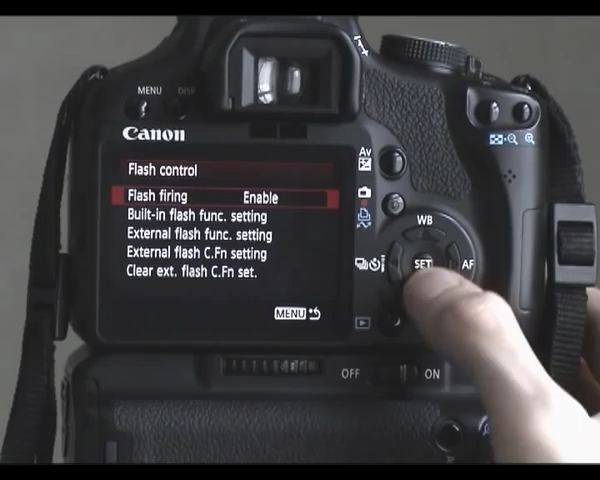 MENU DISP.
Canon
Flash control
Flash firing Enable
Built-in flash func. setting
External flash func. setting
External flash C.Fn setting
Clear ext. flash C.Fn set.
MENU
Av
WB
SET
AF
OFF ON